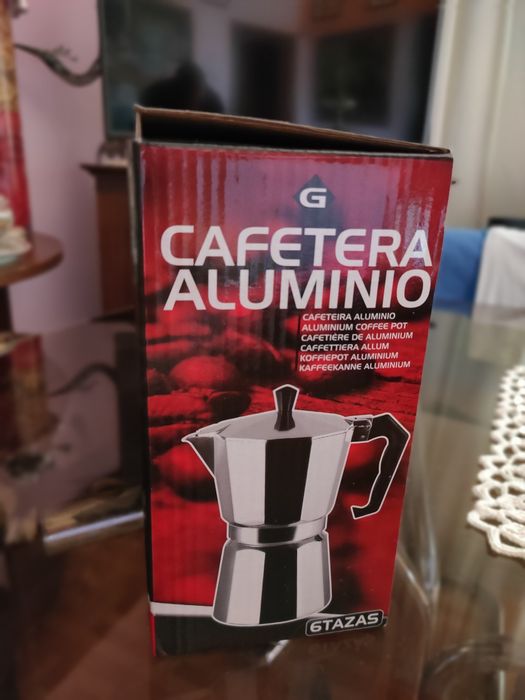 G
CAFETERA
ALUMINIO
CAFETEIRA ALUMINIO
ALUMINIUM COFFEE POT
CAFETIÈRE DE ALUMINIUM
CAFFETTIERA ALLUM
KOFFIEPOT ALUMINIUM
KAFFEEKANNE ALUMINIUM
6TAZAS